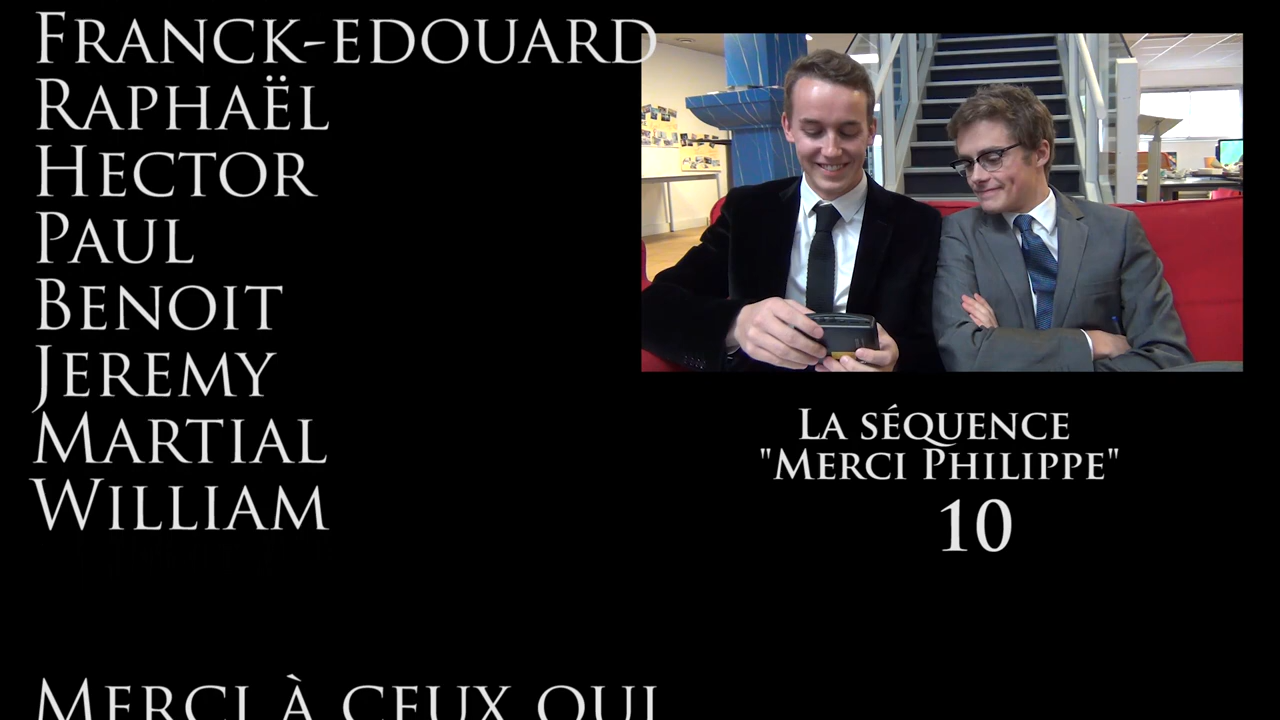 Franck-edouard
Raphaël
Hector
Paul
Benoit
Jeremy
Martial
William
Merci à ceux qui
La séquence
"Merci Philippe"
10